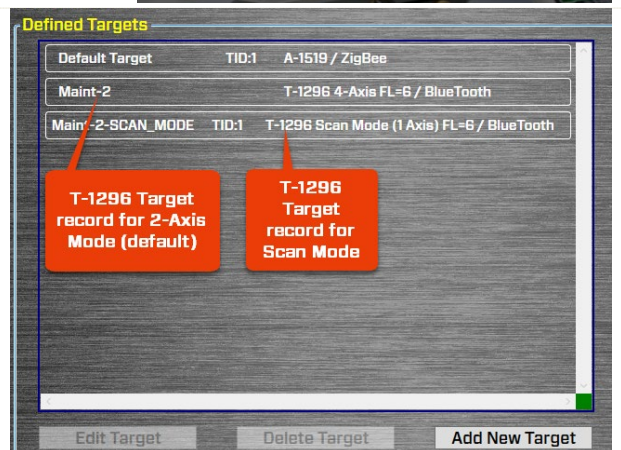 Defined Targets
Default Target TID:1 A-1519 / ZigBee
Maint-2 T-1296 4-Axis FL=6 / BlueTooth
Maint-2-SCAN_MODE TID:1 T-1296 Scan Mode (1 Axis) FL=6 / BlueTooth
T-1296 Target
record for 2-Axis
Mode (default)
T-1296
Target
record for
Scan Mode
Edit Target Delete Target Add New Target